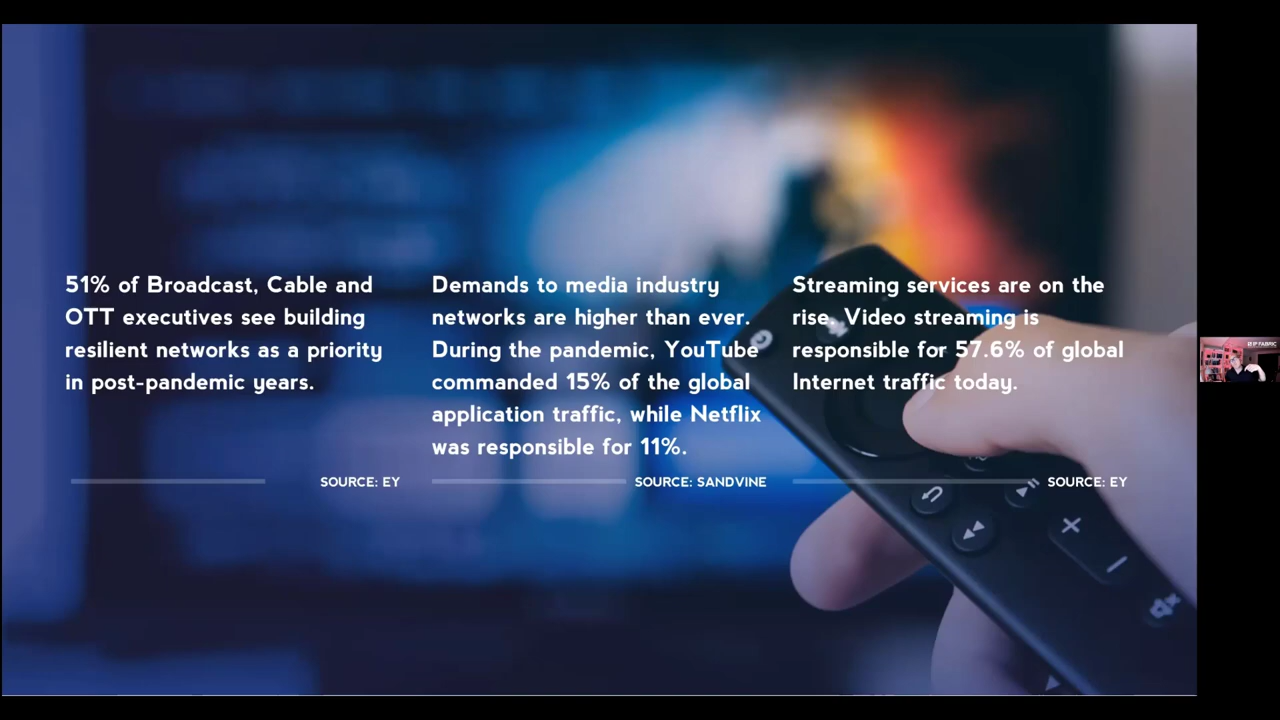 51% of Broadcast, Cable and
OTT executives see building
resilient networks as a priority
in post-pandemic years.
SOURCE: EY
Demands to media industry
networks are higher than ever.
During the pandemic, YouTube
commanded 15% of the global
application traffic, while Netflix
was responsible for 11%.
SOURCE: SANDVINE
Streaming services are on the
rise. Video streaming is
responsible for 57.6% of global
Internet traffic today.
SOURCE: EY
IP FABRIC